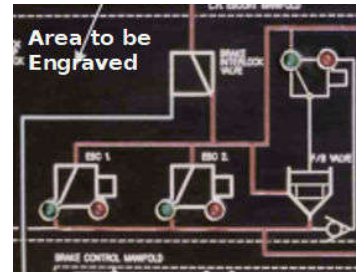 Area to be
Engraved
BRAKE
INTERLOCK
VALVE
ESC 1.
ESC 2.
P/B VALVE
BRAKE CONTROL MANIFOLD